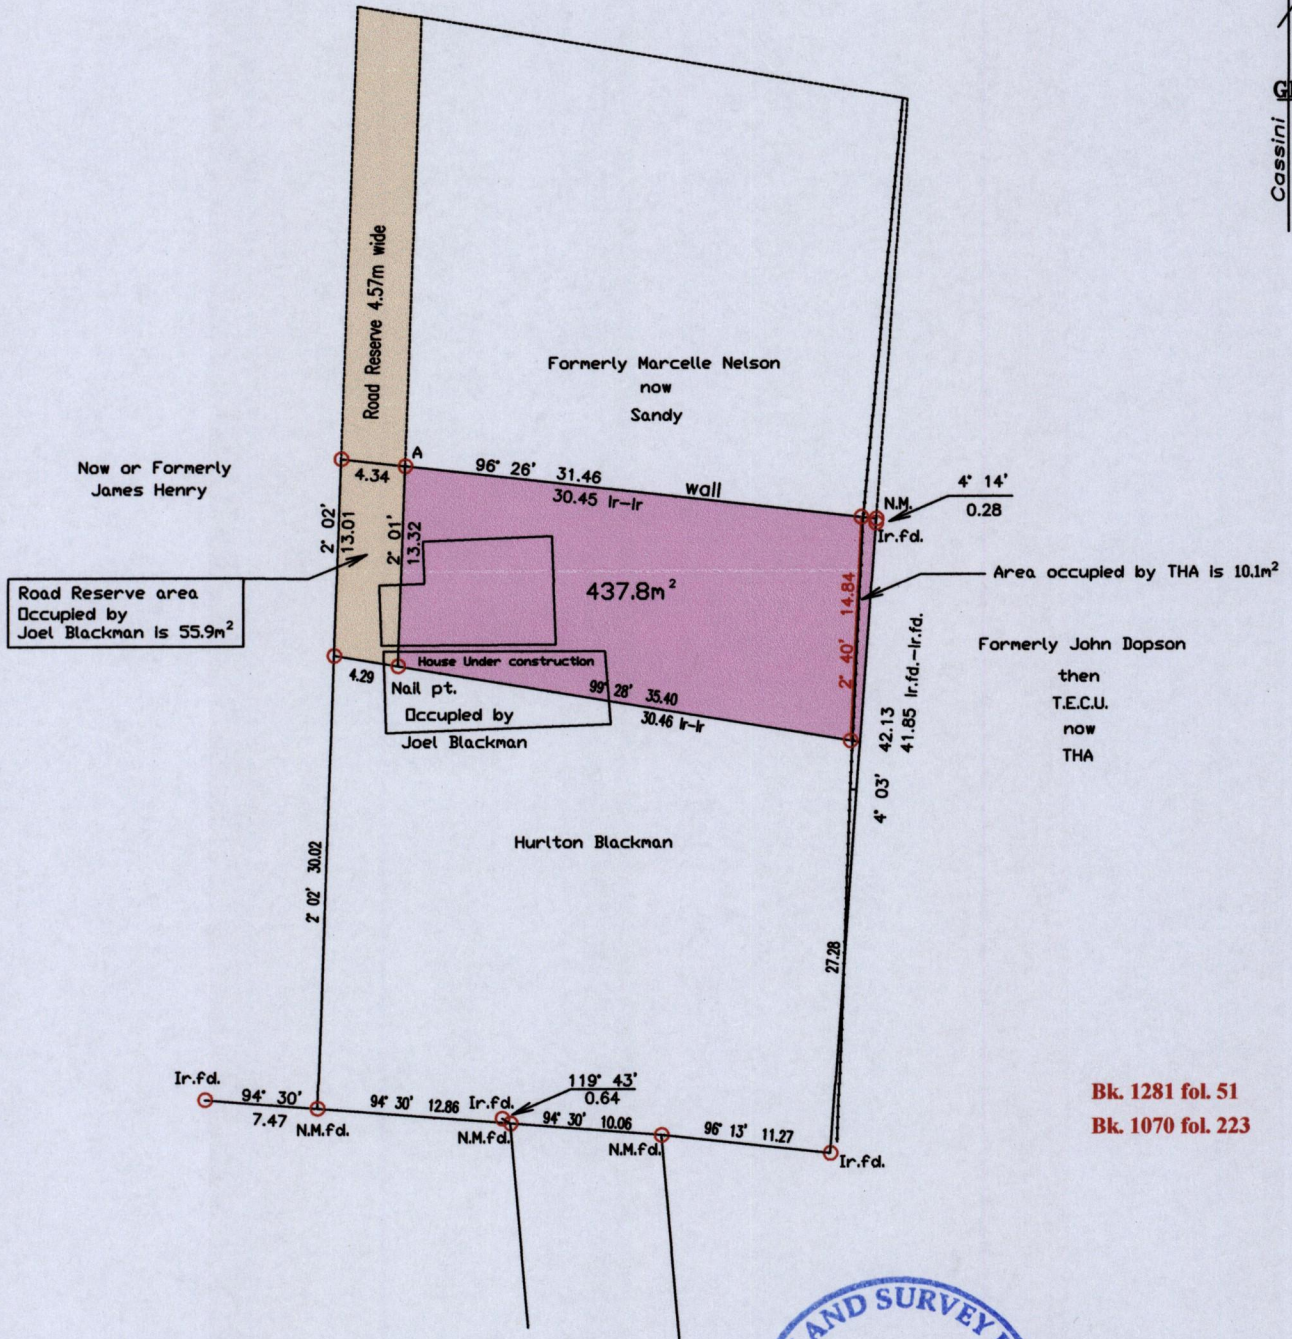 G
Cassini
Road Reserve 4.57m wide
Formerly Marcelle Nelson
now
Sandy
Now or Formerly
James Henry
A
4.34
96° 26' 31.46
30.45 Ir-Ir
wall
N.M.
Ir.fd.
4° 14'
0.28
2° 02'
13.01
2° 01'
13.32
Road Reserve area
Occupied by
Joel Blackman is 55.9m²
437.8m²
2° 40' 14.84
Area occupied by THA is 10.1m²
Formerly John Dopson
then
T.E.C.U.
now
THA
4° 03' 42.13
41.85 Ir.fd.-Ir.fd.
4.29
House Under construction
Nail pt.
Occupied by
Joel Blackman
99° 28' 35.40
30.46 Ir-Ir
Hurlton Blackman
2° 02' 30.02
27.28
Ir.fd.
94° 30'
7.47
N.M.fd.
94° 30' 12.86
Ir.fd.
N.M.fd.
119° 43'
0.64
94° 30' 10.06
N.M.fd.
96° 13' 11.27
Ir.fd.
Bk. 1281 fol. 51
Bk. 1070 fol. 223
AND SURVEY